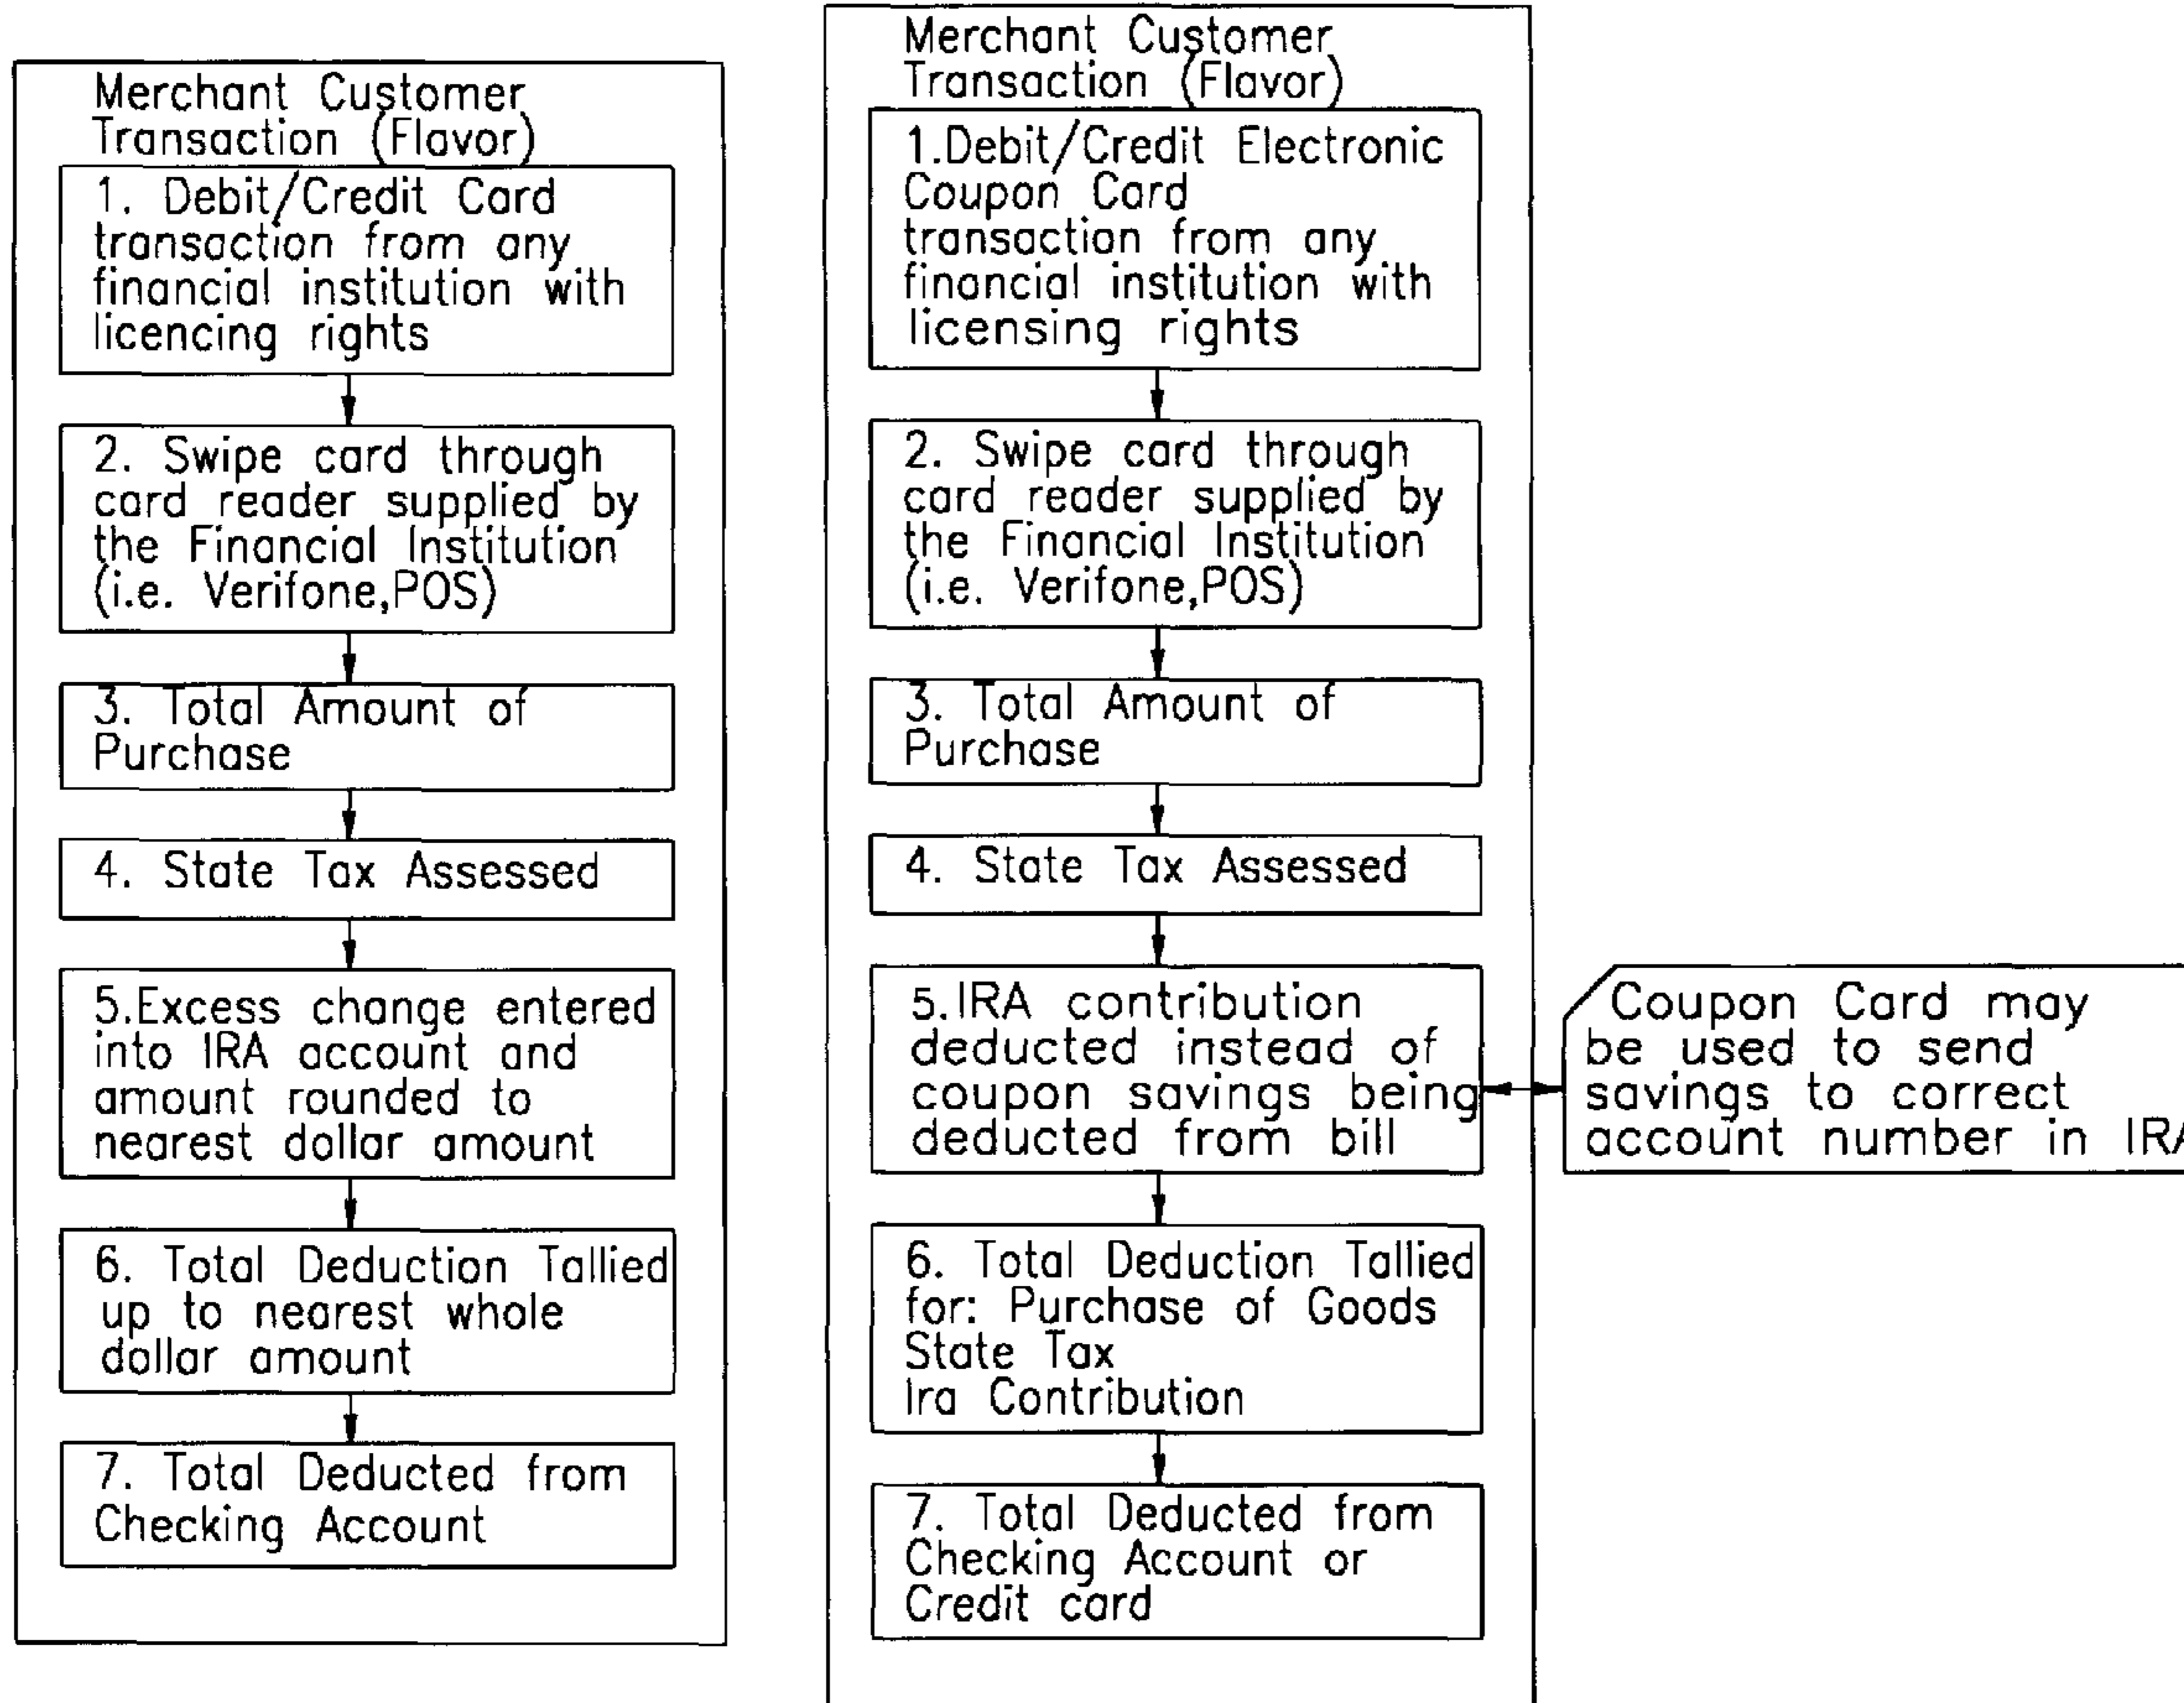 Merchant Customer
Transaction (Flavor)
1. Debit/Credit Card
transaction from any
financial institution with
licencing rights
2. Swipe card through
card reader supplied by
the Financial Institution
(i.e. Verifone,POS)
3. Total Amount of
Purchase
4. State Tax Assessed
5.Excess change entered
into IRA account and
amount rounded to
nearest dollar amount
6. Total Deduction Tallied
up to nearest whole
dollar amount
7. Total Deducted from
Checking Account
Merchant Customer
Transaction (Flavor)
1.Debit/Credit Electronic
Coupon Card
transaction from any
financial institution with
licensing rights
2. Swipe card through
card reader supplied by
the Financial Institution
(i.e. Verifone,POS)
3. Total Amount of
Purchase
4. State Tax Assessed
5.IRA contribution
deducted instead of
coupon savings being
deducted from bill
6. Total Deduction Tallied
for: Purchase of Goods
State Tax
Ira Contribution
7. Total Deducted from
Checking Account or
Credit card
Coupon Card may
be used to send
savings to correct
account number in IRA